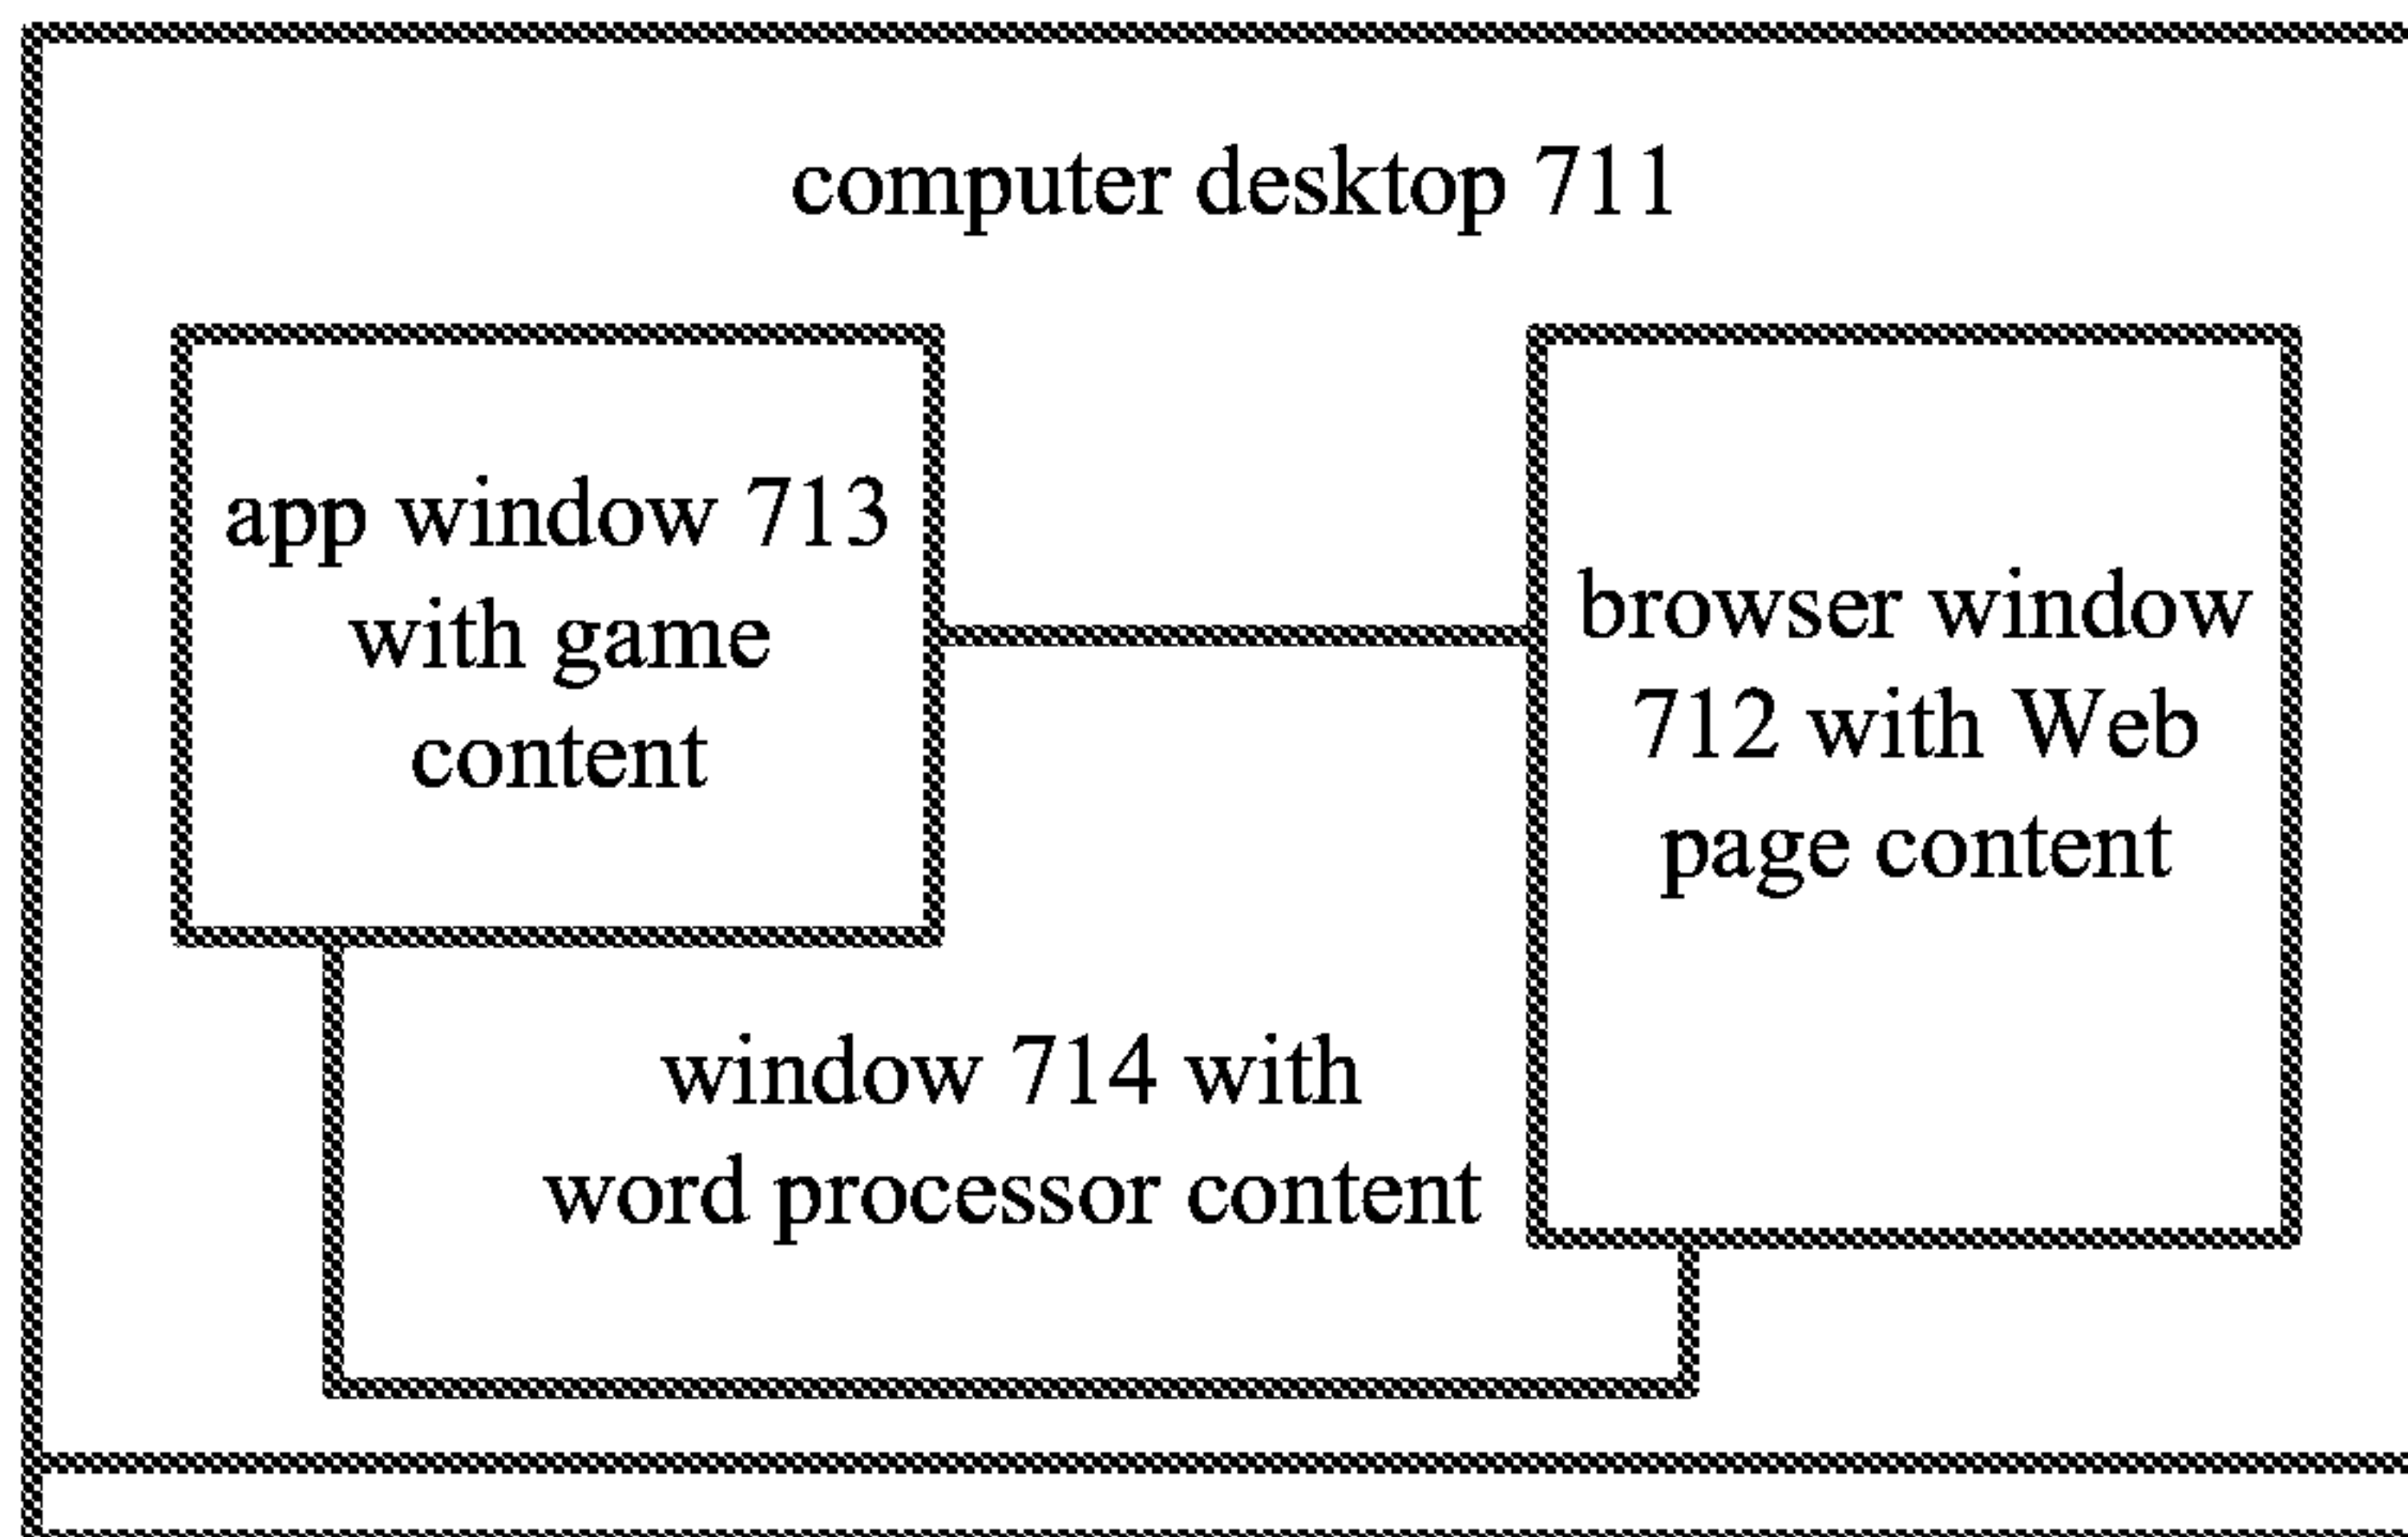 computer desktop 711
app window 713
with game
content
browser window
712 with Web
page content
window 714 with
word processor content